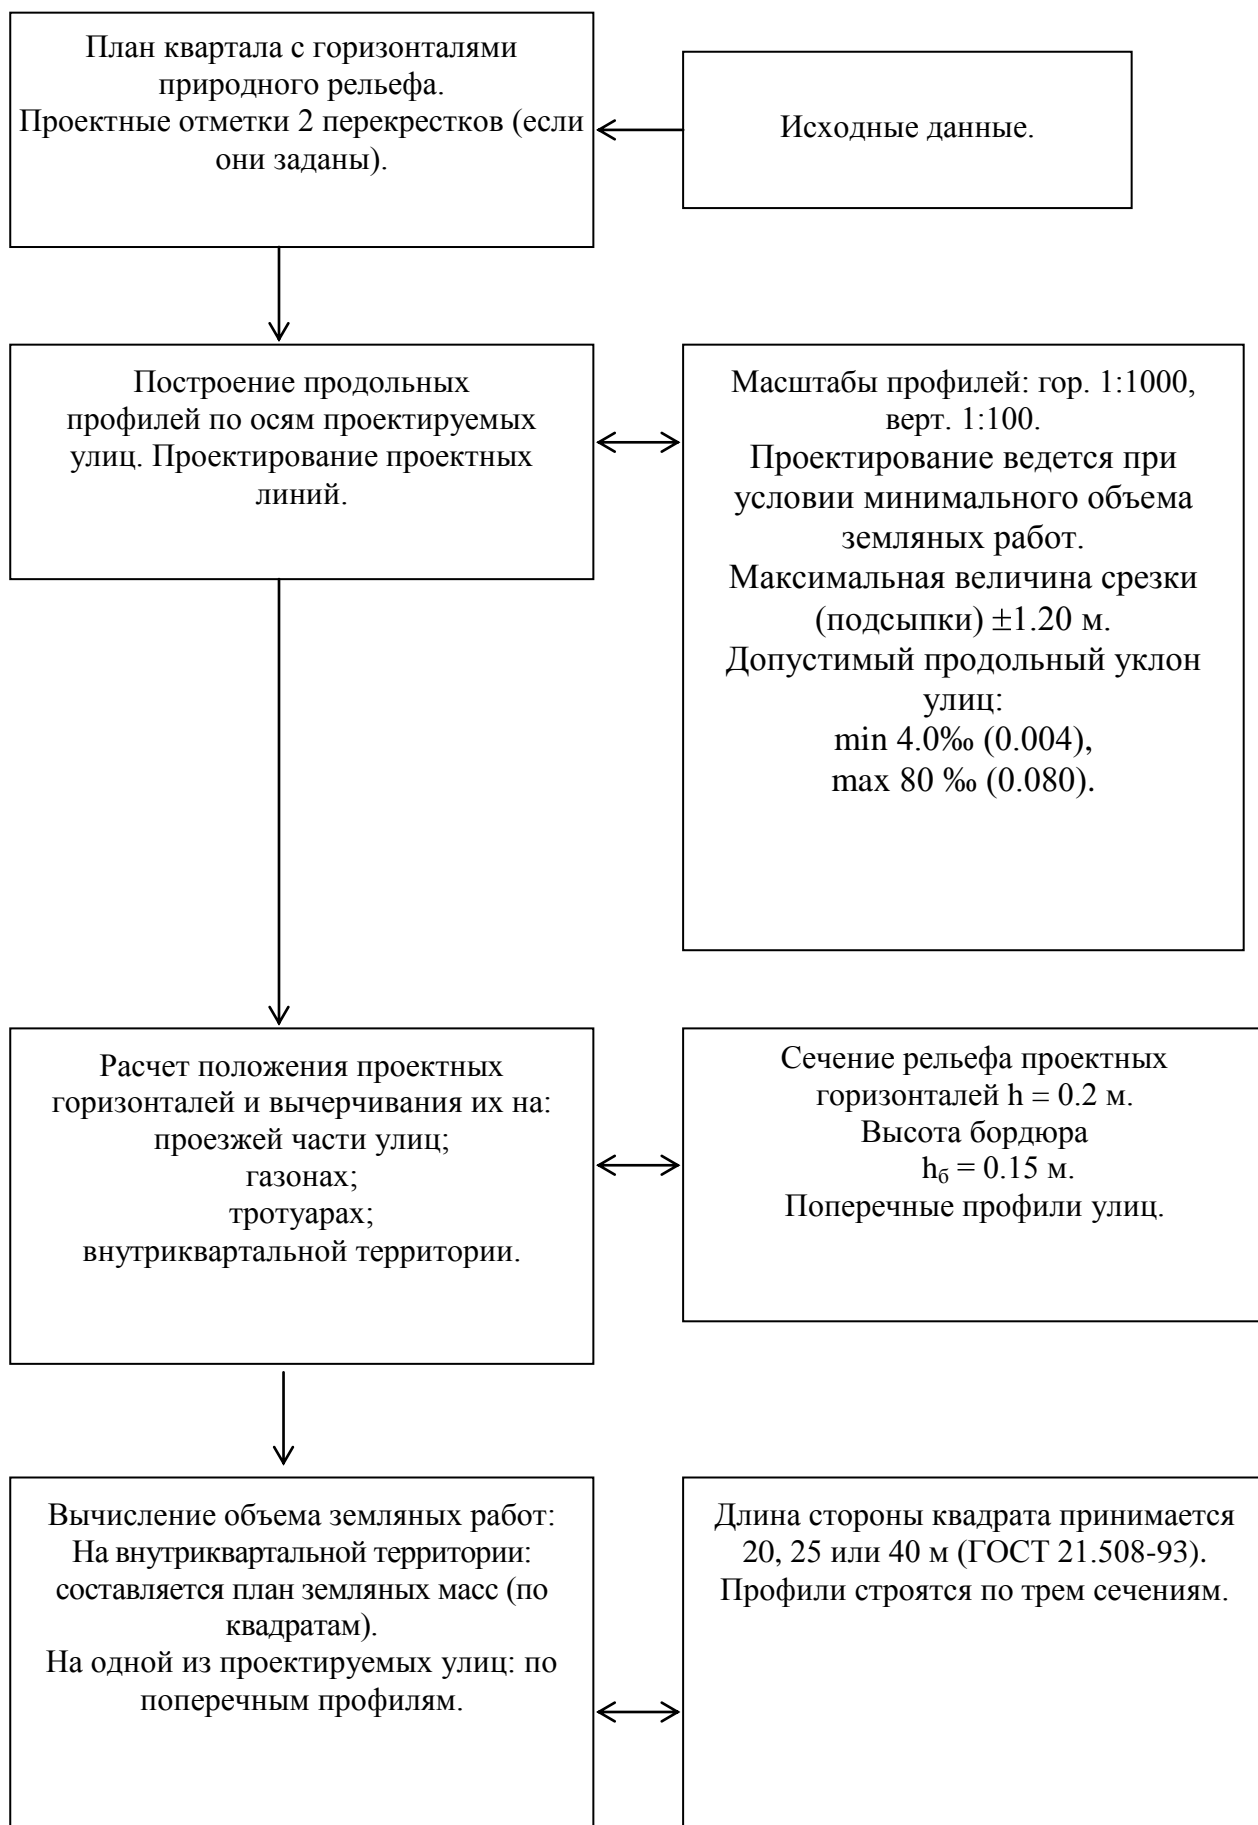 План квартала с горизонталями
природного рельефа.
Проектные отметки 2 перекрестков (если
они заданы).
Исходные данные.
Построение продольных
профилей по осям проектируемых
улиц. Проектирование проектных
линий.
Масштабы профилей: гор. 1:1000,
верт. 1:100.
Проектирование ведется при
условии минимального объема
земляных работ.
Максимальная величина срезки
(подсыпки) ±1.20 м.
Допустимый продольный уклон
улиц:
min 4.0‰ (0.004),
max 80 ‰ (0.080).
Расчет положения проектных
горизонталей и вычерчивания их на:
проезжей части улиц;
газонах;
тротуарах;
внутриквартальной территории.
Сечение рельефа проектных
горизонталей h = 0.2 м.
Высота бордюра
hб = 0.15 м.
Поперечные профили улиц.
Вычисление объема земляных работ:
На внутриквартальной территории:
составляется план земляных масс (по
квадратам).
На одной из проектируемых улиц: по
поперечным профилям.
Длина стороны квадрата принимается
20, 25 или 40 м (ГОСТ 21.508-93).
Профили строятся по трем сечениям.